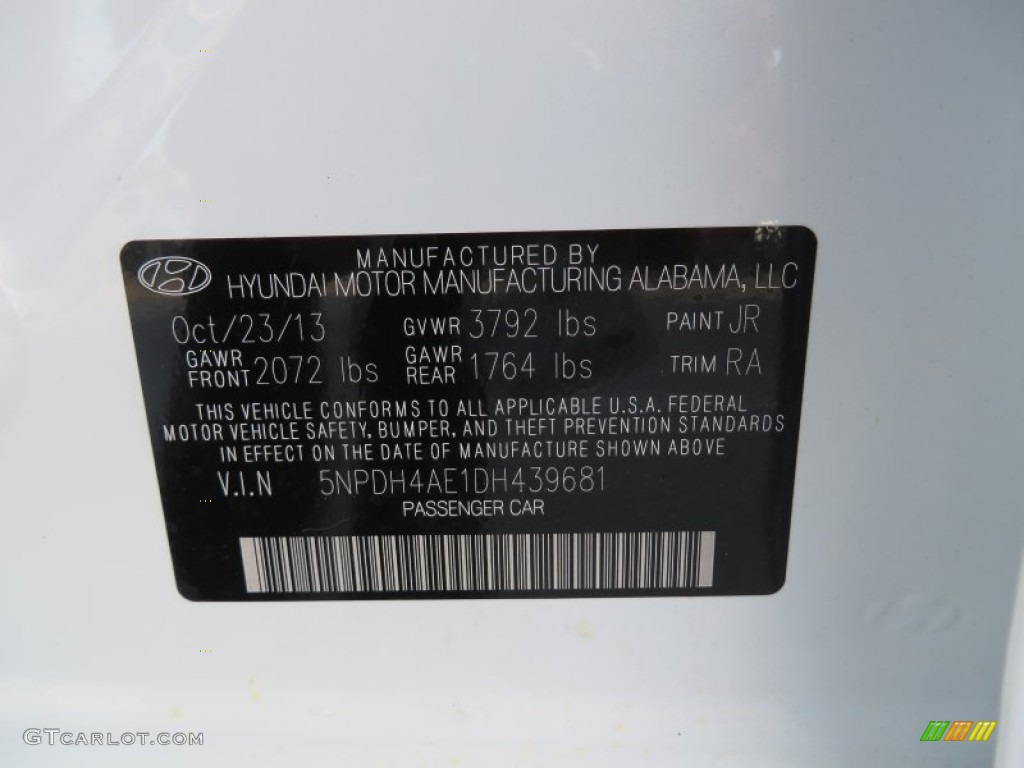 MANUFACTURED BY
HYUNDAI MOTOR MANUFACTURING ALABAMA, LLC
Oct/23/13 GVWR 3792 lbs PAINT JR
GAWR FRONT 2072 lbs GAWR REAR 1764 lbs TRIM RA
THIS VEHICLE CONFORMS TO ALL APPLICABLE U.S.A. FEDERAL
MOTOR VEHICLE SAFETY, BUMPER, AND THEFT PREVENTION STANDARDS
IN EFFECT ON THE DATE OF MANUFACTURE SHOWN ABOVE
V.I.N 5NPDH4AE1DH439681
PASSENGER CAR
GTCARLOT.COM